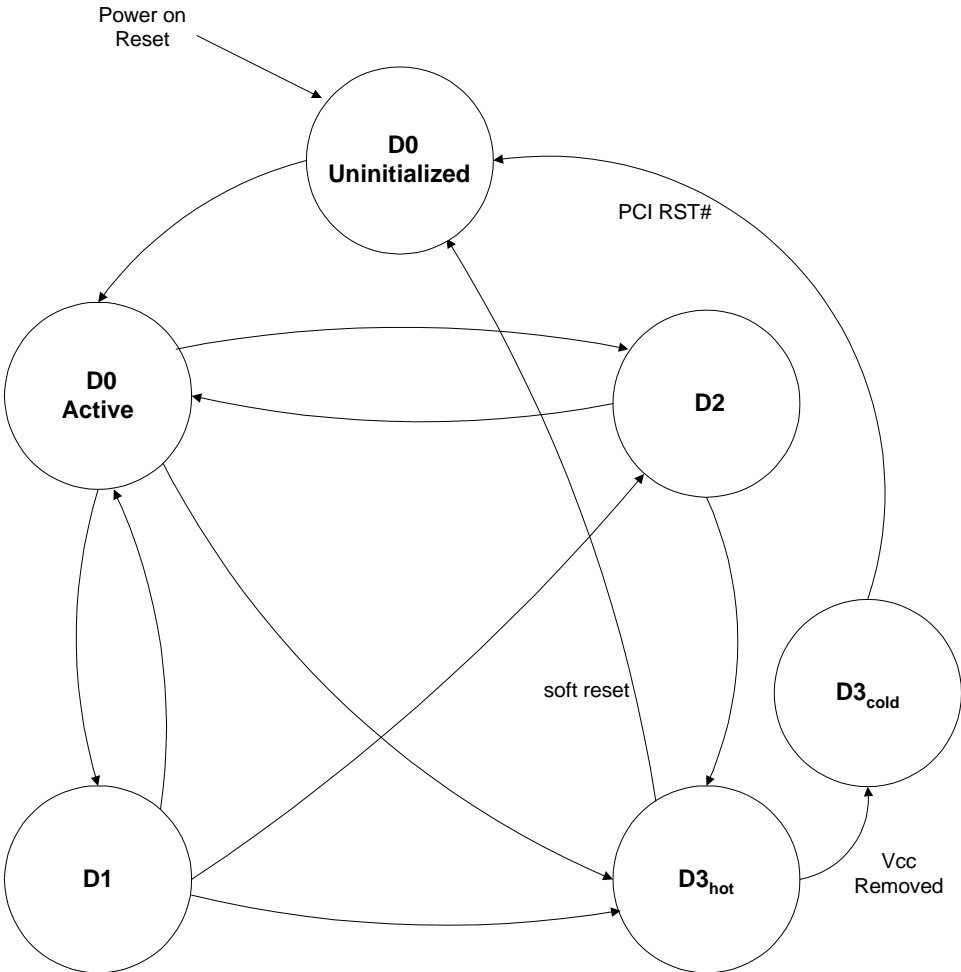 Power on
Reset
D0
Uninitialized
PCI RST#
D0
Active
D2
soft reset
D3cold
D1
D3hot
Vcc
Removed